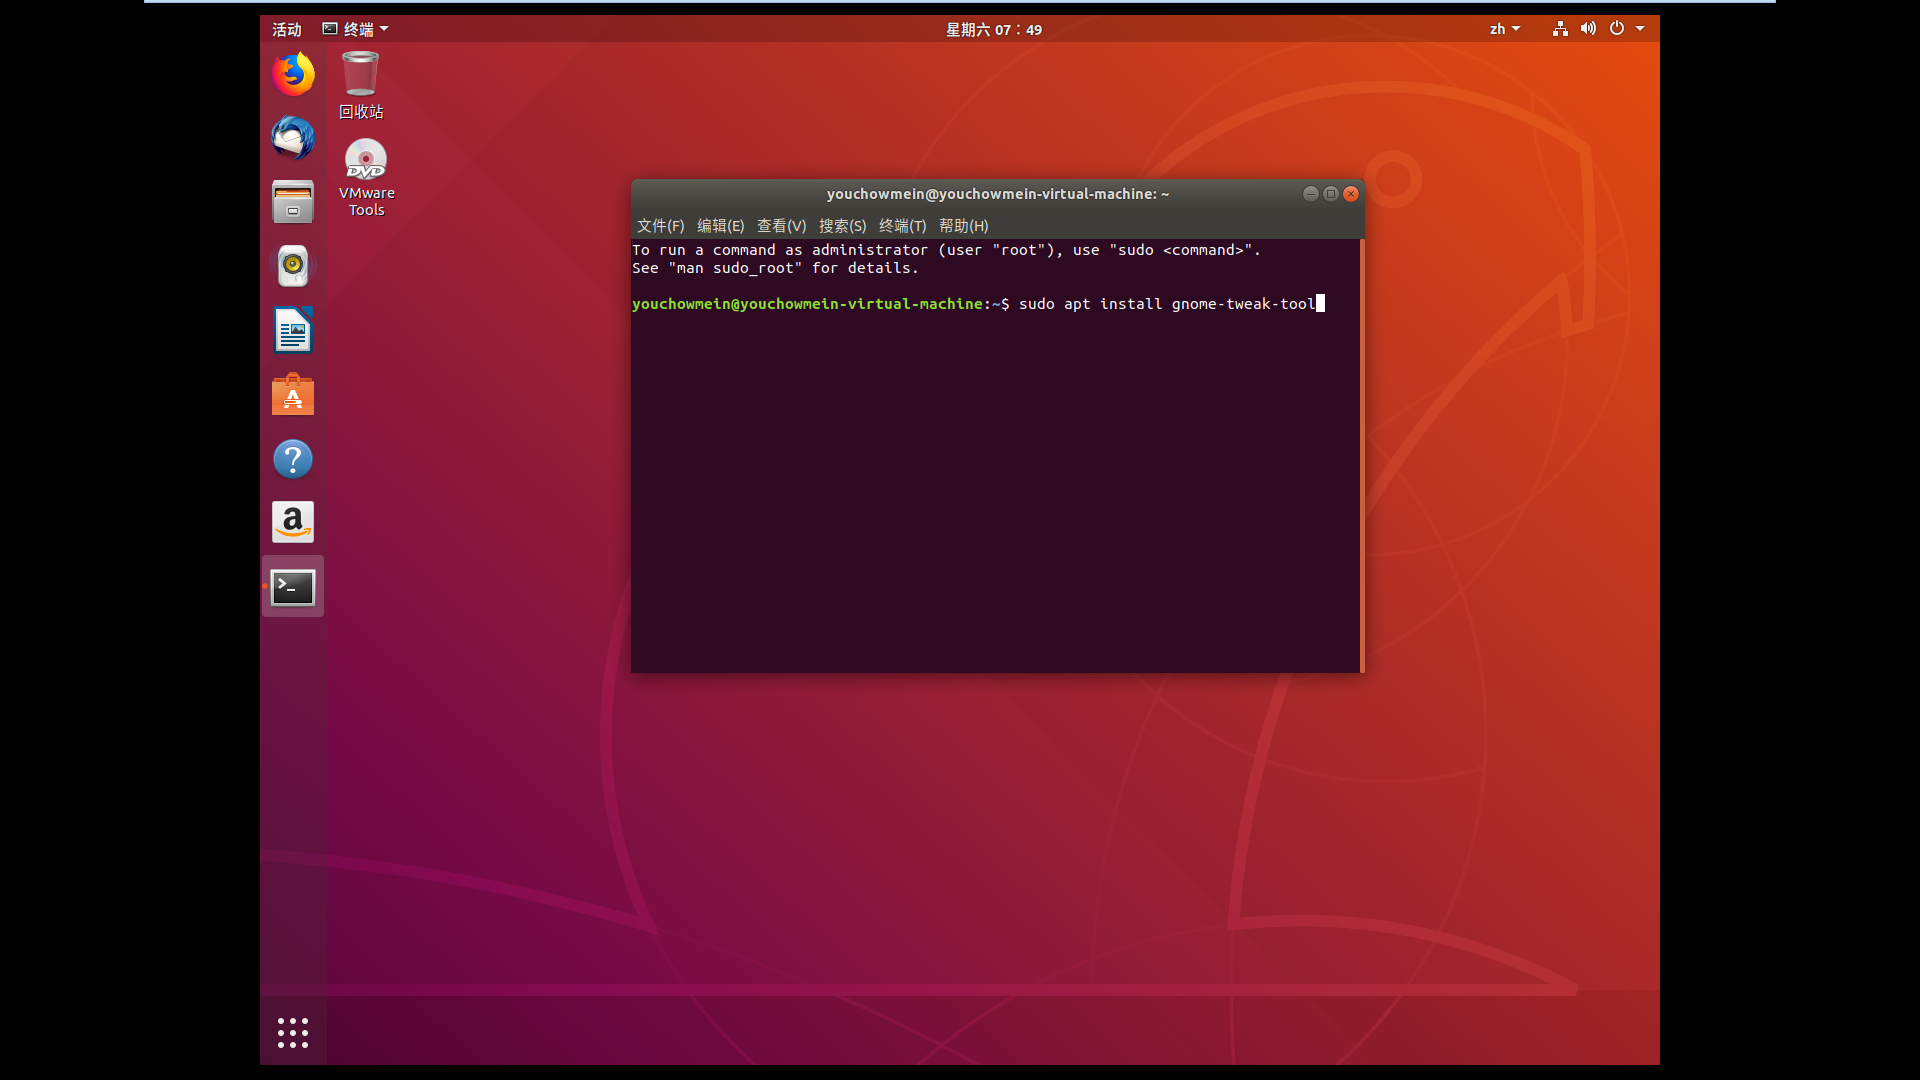 活动 终端 星期六 07：49 zh
回收站
DVD
VMware
Tools
youchowmein@youchowmein-virtual-machine: ~
文件(F) 编辑(E) 查看(V) 搜索(S) 终端(T) 帮助(H)
To run a command as administrator (user "root"), use "sudo <command>".
See "man sudo_root" for details.
youchowmein@youchowmein-virtual-machine:~$ sudo apt install gnome-tweak-tool